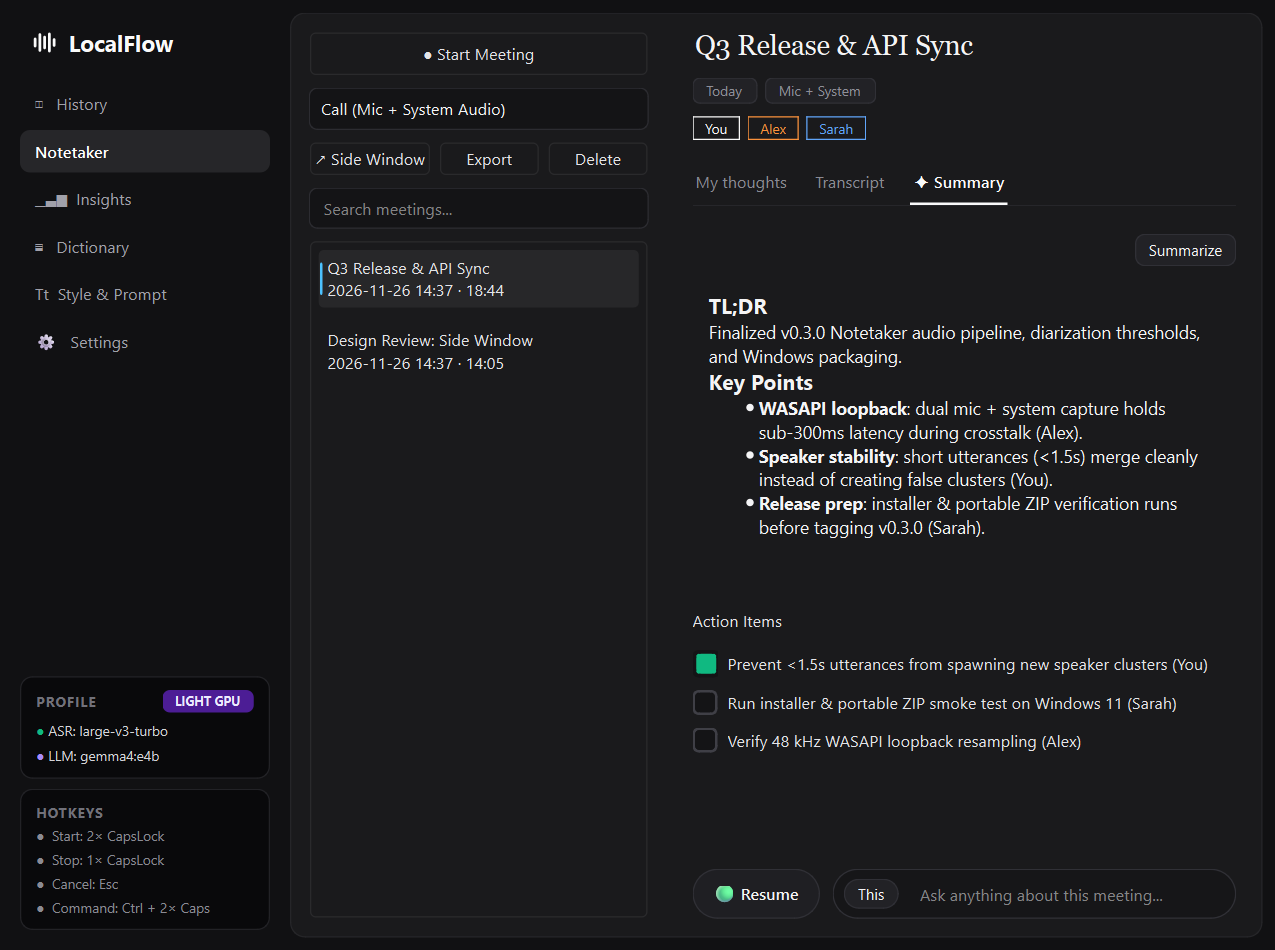 LocalFlow
History
Notetaker
Insights
Dictionary
Tt Style & Prompt
Settings
PROFILE LIGHT GPU
ASR: large-v3-turbo
LLM: gemma4:e4b
HOTKEYS
Start: 2× CapsLock
Stop: 1× CapsLock
Cancel: Esc
Command: Ctrl + 2× Caps
● Start Meeting
Call (Mic + System Audio)
↗ Side Window Export Delete
Search meetings...
Q3 Release & API Sync
2026-11-26 14:37 · 18:44
Design Review: Side Window
2026-11-26 14:37 · 14:05
Q3 Release & API Sync
Today Mic + System
You Alex Sarah
My thoughts Transcript ✦ Summary
Summarize
TL;DR
Finalized v0.3.0 Notetaker audio pipeline, diarization thresholds,
and Windows packaging.
Key Points
• WASAPI loopback: dual mic + system capture holds
sub-300ms latency during crosstalk (Alex).
• Speaker stability: short utterances (<1.5s) merge cleanly
instead of creating false clusters (You).
• Release prep: installer & portable ZIP verification runs
before tagging v0.3.0 (Sarah).
Action Items
Prevent <1.5s utterances from spawning new speaker clusters (You)
Run installer & portable ZIP smoke test on Windows 11 (Sarah)
Verify 48 kHz WASAPI loopback resampling (Alex)
Resume This Ask anything about this meeting...